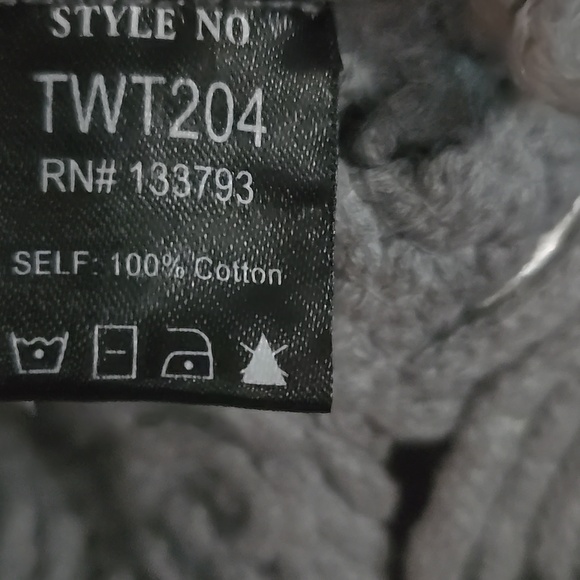 STYLE NO
TWT204
RN# 133793
SELF: 100% Cotton